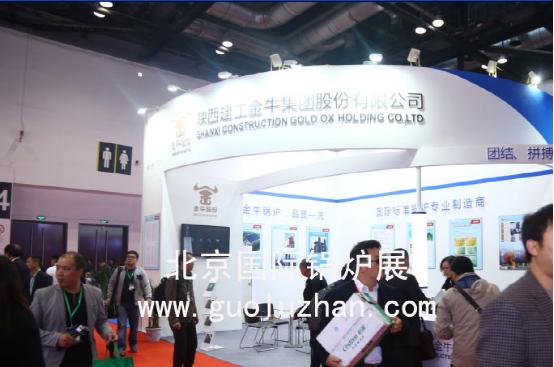 陕西建工金牛集团股份有限公司
SHANXI CONSTRUCTION GOLD OX HOLDING CO.,LTD
团结、拼搏
金牛股份
金牛锅炉，品质一流
国际标准锅炉专业制造商
4
北京国际锅炉展
www.guoluzhan.com